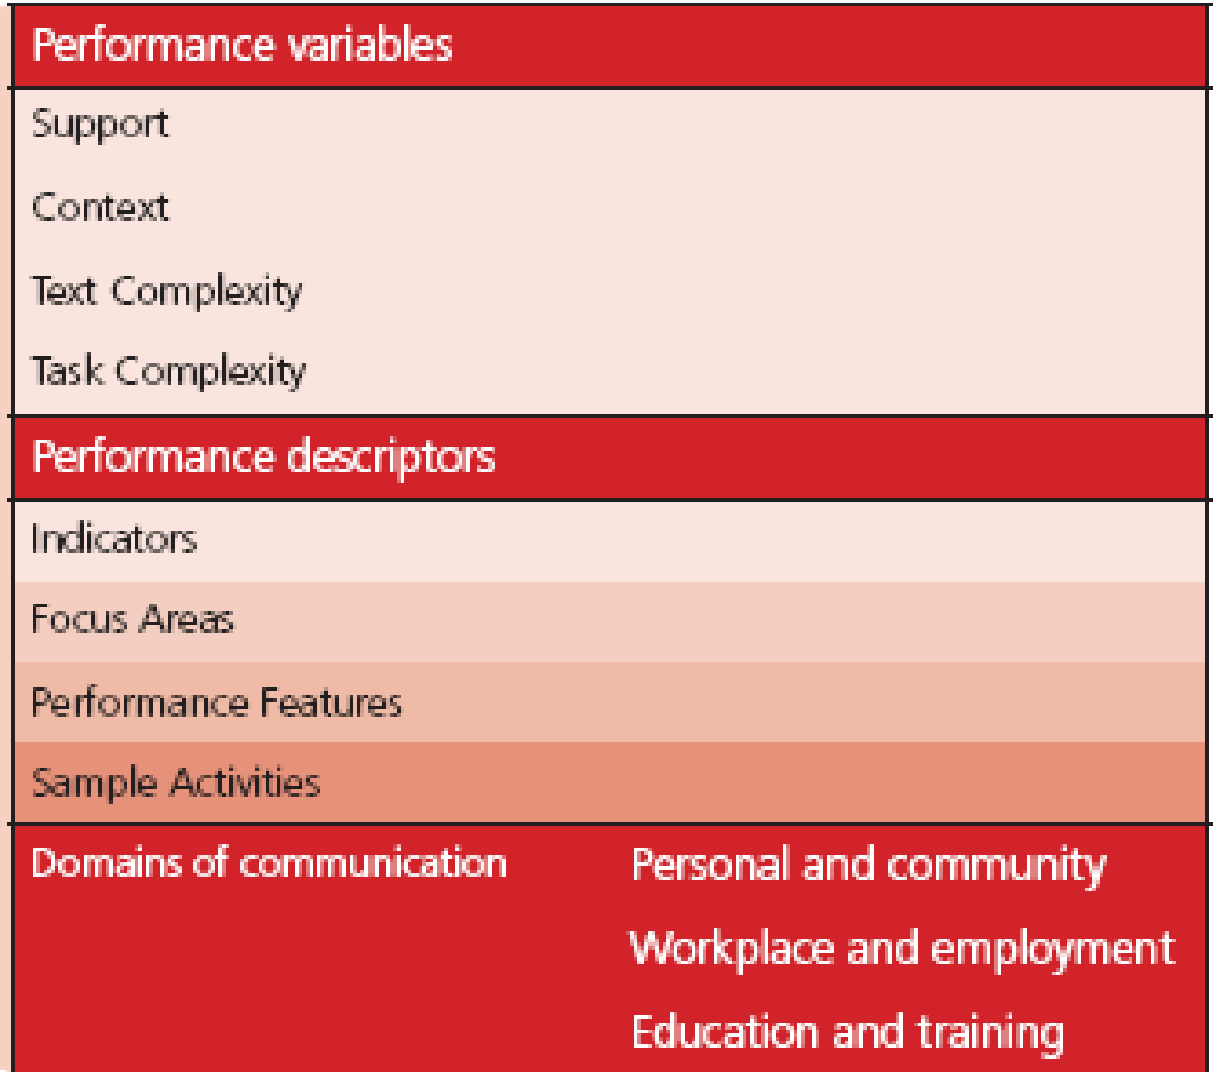 Performance variables
Support
Context
Text Complexity
Task Complexity
Performance descriptors
Indicators
Focus Areas
Performance Features
Sample Activities
Domains of communication Personal and community
Workplace and employment
Education and training